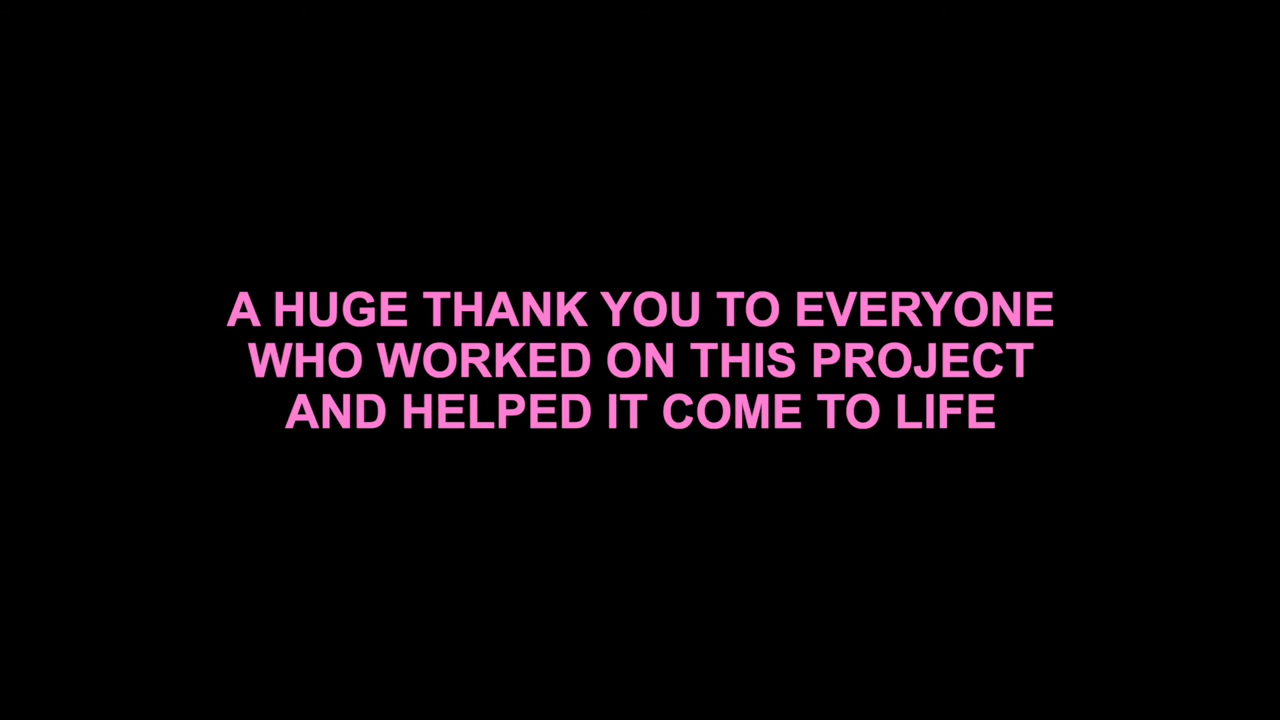 A HUGE THANK YOU TO EVERYONE
WHO WORKED ON THIS PROJECT
AND HELPED IT COME TO LIFE